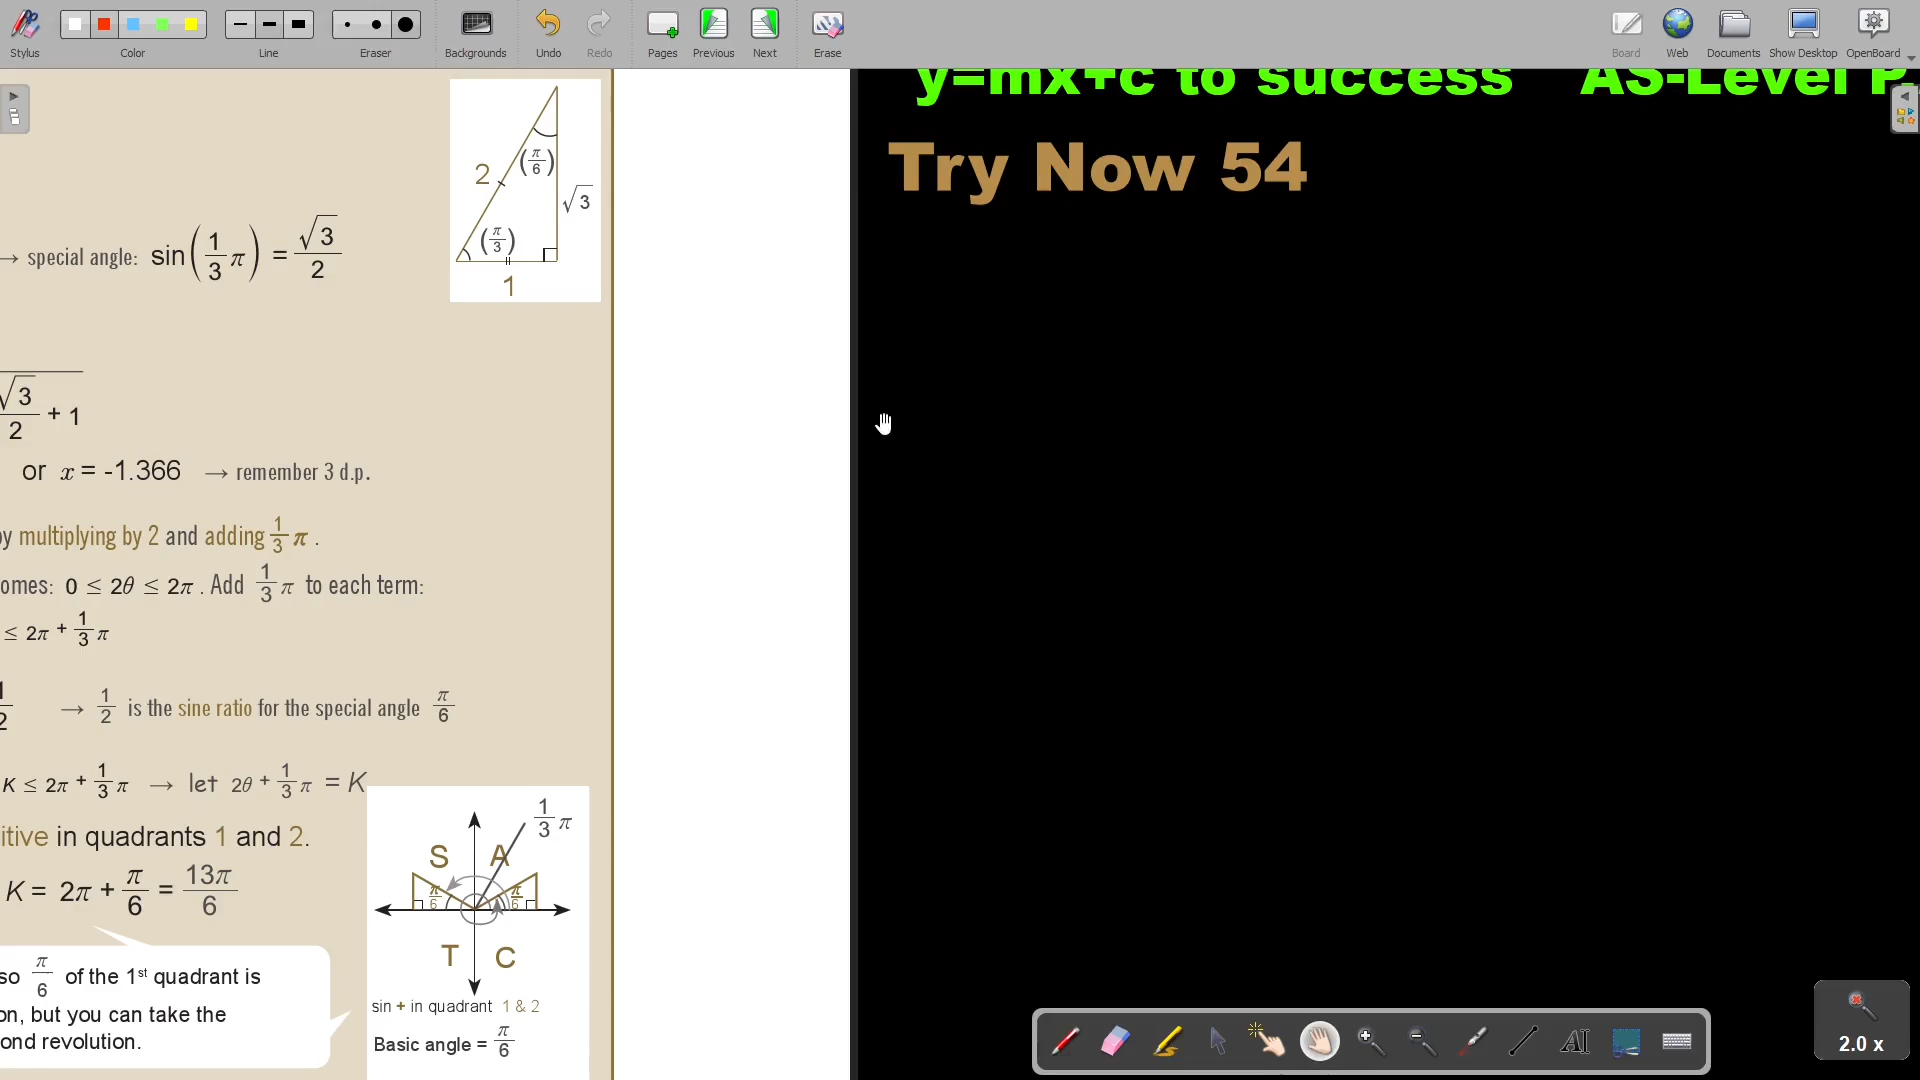 Stylus Color Line Eraser Backgrounds Undo Redo Pages Previous Next Erase Board Web Documents Show Desktop OpenBoard
y=mx+c to success AS-Level P
Try Now 54
2 (π/6) √3
(π/3)
1
→ special angle: sin(1/3 π) = √3/2
√3/2 + 1
or x = -1.366 → remember 3 d.p.
by multiplying by 2 and adding 1/3 π .
omes: 0 ≤ 2θ ≤ 2π . Add 1/3 π to each term:
≤ 2π + 1/3 π
1/2 → 1/2 is the sine ratio for the special angle π/6
K ≤ 2π + 1/3 π → let 2θ + 1/3 π = K
itive in quadrants 1 and 2.
K = 2π + π/6 = 13π/6
so π/6 of the 1st quadrant is
on, but you can take the
ond revolution.
1/3 π
S A
π/6 π/6
T C
sin + in quadrant 1 & 2
Basic angle = π/6
2.0 x